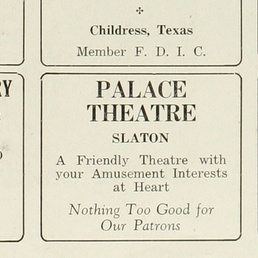 Childress, Texas
Member F. D. I. C.
RY
PALACE
THEATRE
SLATON
A Friendly Theatre with
your Amusement Interests
at Heart
Nothing Too Good for
Our Patrons